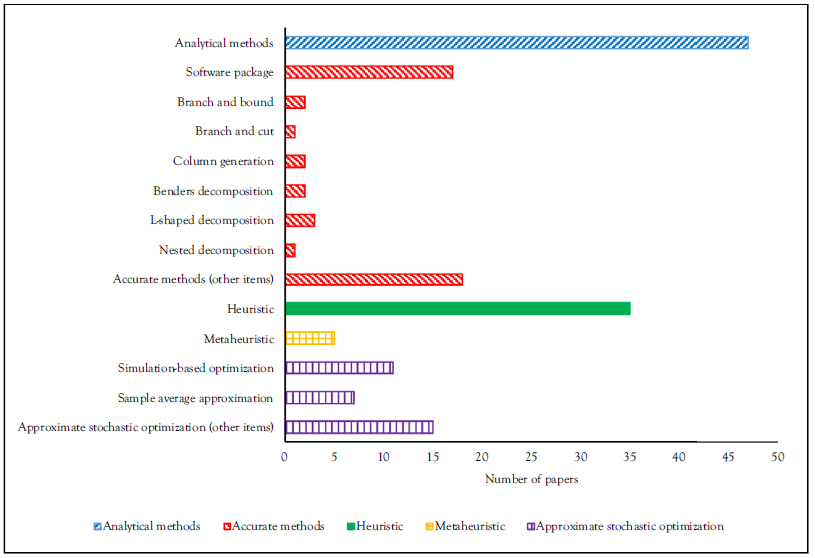 Analytical methods
Software package
Branch and bound
Branch and cut
Column generation
Benders decomposition
L-shaped decomposition
Nested decomposition
Accurate methods (other items)
Heuristic
Metaheuristic
Simulation-based optimization
Sample average approximation
Approximate stochastic optimization (other items)
0 5 10 15 20 25 30 35 40 45 50
Number of papers
Analytical methods Accurate methods Heuristic Metaheuristic Approximate stochastic optimization